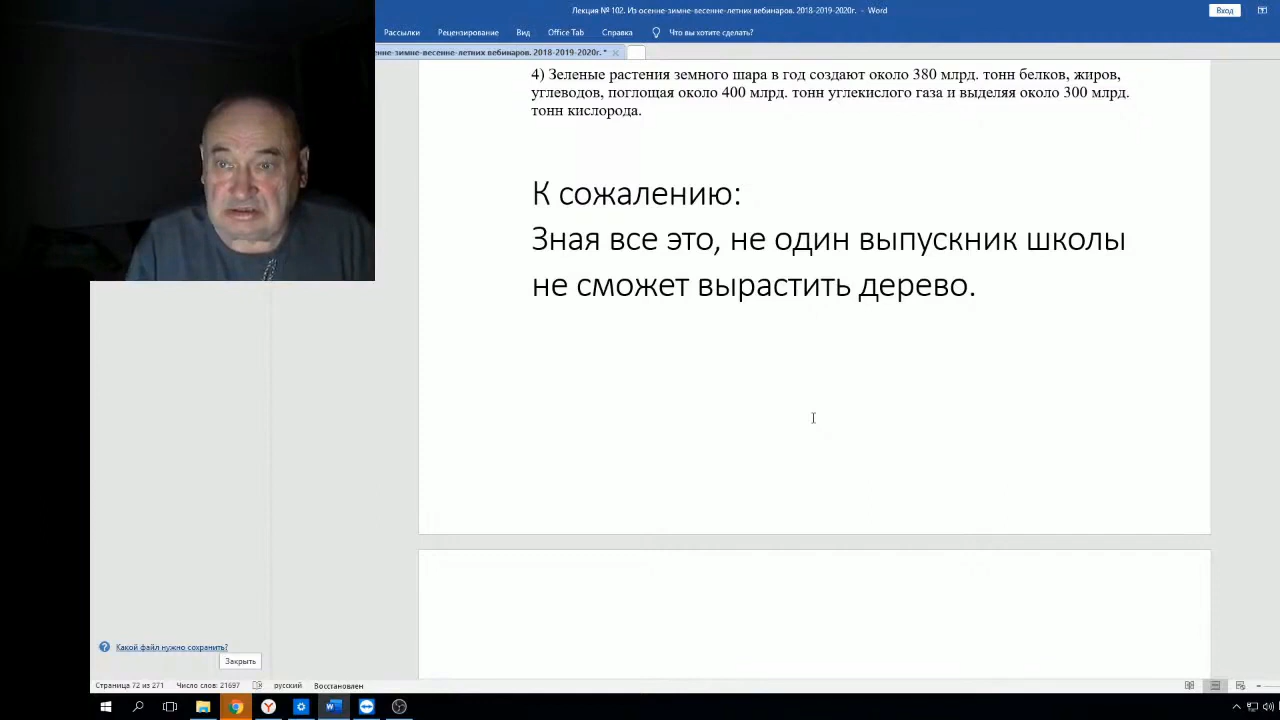 Лекция № 102. Из осенне-зимне-весенне-летних вебинаров. 2018-2019-2020г. - Word
Вход
Рассылки Рецензирование Вид Office Tab Справка Что вы хотите сделать?
нне-зимне-весенне-летних вебинаров. 2018-2019-2020г. *
4) Зеленые растения земного шара в год создают около 380 млрд. тонн белков, жиров,
углеводов, поглощая около 400 млрд. тонн углекислого газа и выделяя около 300 млрд.
тонн кислорода.
К сожалению:
Зная все это, не один выпускник школы
не сможет вырастить дерево.
Какой файл нужно сохранить?
Закрыть
Страница 72 из 271 Число слов: 21697 русский Восстановлен